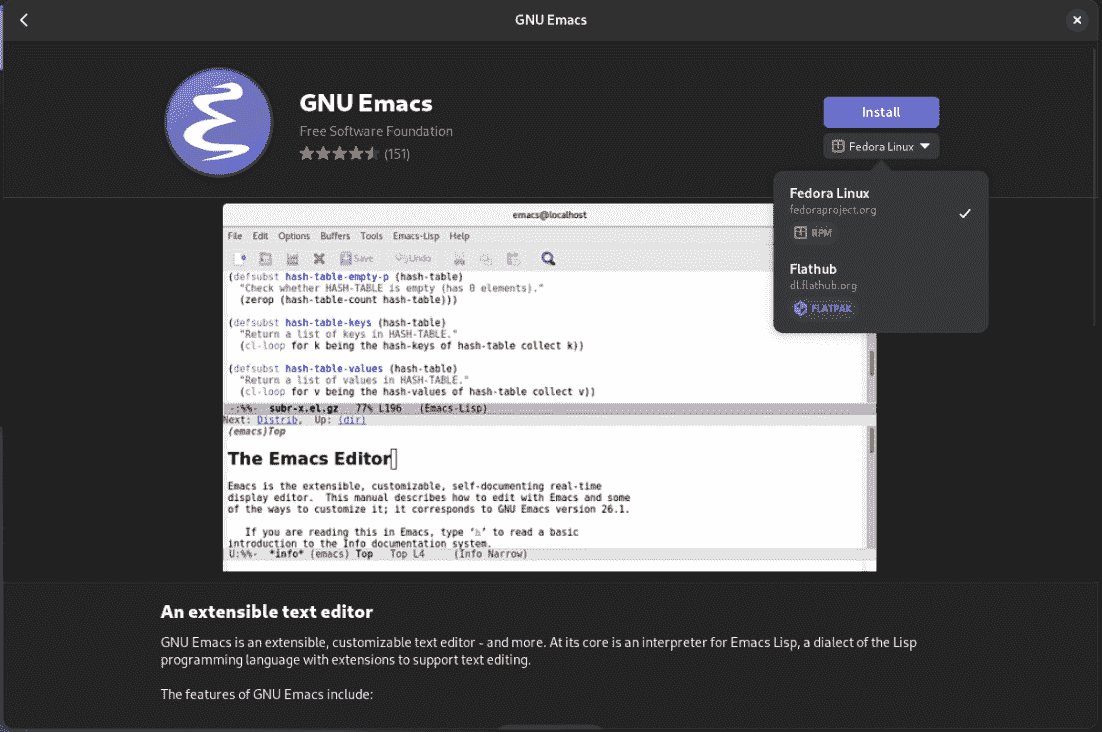 GNU Emacs
GNU Emacs
Free Software Foundation
(151)
Install
Fedora Linux
Fedora Linux
fedoraproject.org
RPM
Flathub
dl.flathub.org
FLATPAK
emacs@localhost
File Edit Options Buffers Tools Emacs-Lisp Help
Save Undo
(defsubst hash-table-empty-p (hash-table)
"Check whether HASH-TABLE is empty (has 0 elements)."
(zerop (hash-table-count hash-table)))
(defsubst hash-table-keys (hash-table)
"Return a list of keys in HASH-TABLE."
(cl-loop for k being the hash-keys of hash-table collect k))
(defsubst hash-table-values (hash-table)
"Return a list of values in HASH-TABLE."
(cl-loop for v being the hash-values of hash-table collect v))
-:%%- subr-x.el.gz 77% L196 (Emacs-Lisp)
Next: Distrib, Up: (dir)
(emacs)Top
The Emacs Editor
Emacs is the extensible, customizable, self-documenting real-time
display editor. This manual describes how to edit with Emacs and some
of the ways to customize it; it corresponds to GNU Emacs version 26.1.
If you are reading this in Emacs, type ‘h’ to read a basic
introduction to the Info documentation system.
U:%%- *info* (emacs) Top Top L4 (Info Narrow)
An extensible text editor
GNU Emacs is an extensible, customizable text editor - and more. At its core is an interpreter for Emacs Lisp, a dialect of the Lisp
programming language with extensions to support text editing.
The features of GNU Emacs include: